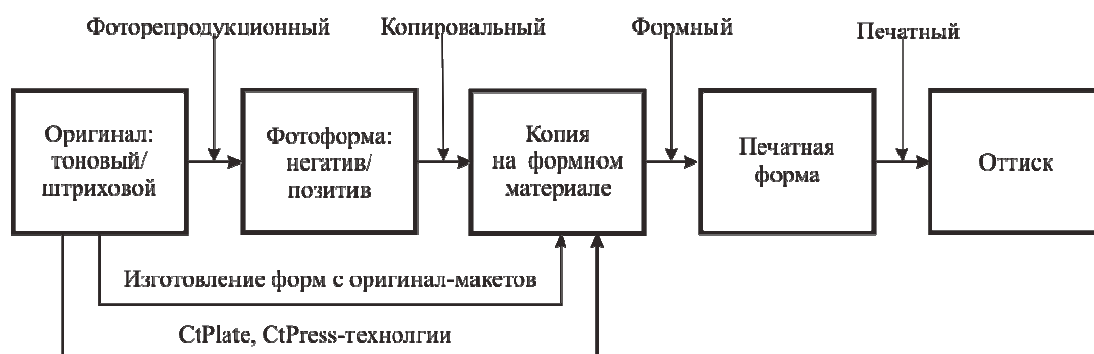 Фоторепродукционный
Копировальный
Формный
Печатный
Оригинал:
тоновый/
штриховой
Фотоформа:
негатив/
позитив
Копия
на формном
материале
Печатная
форма
Оттиск
Изготовление форм с оригинал-макетов
CtPlate, CtPress-технолгии